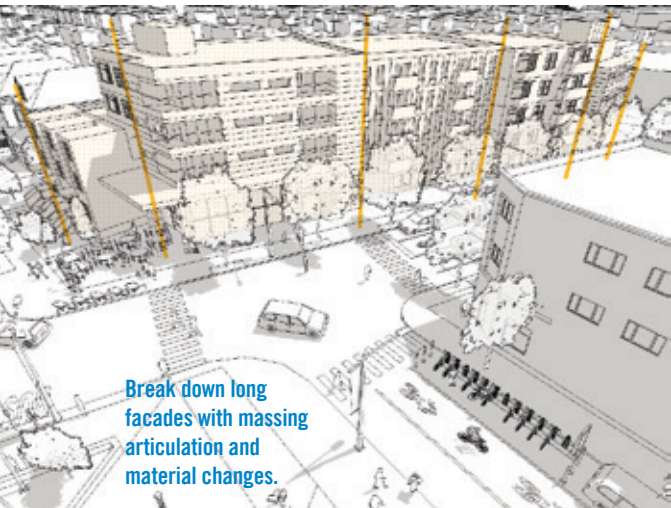 Break down long
facades with massing
articulation and
material changes.